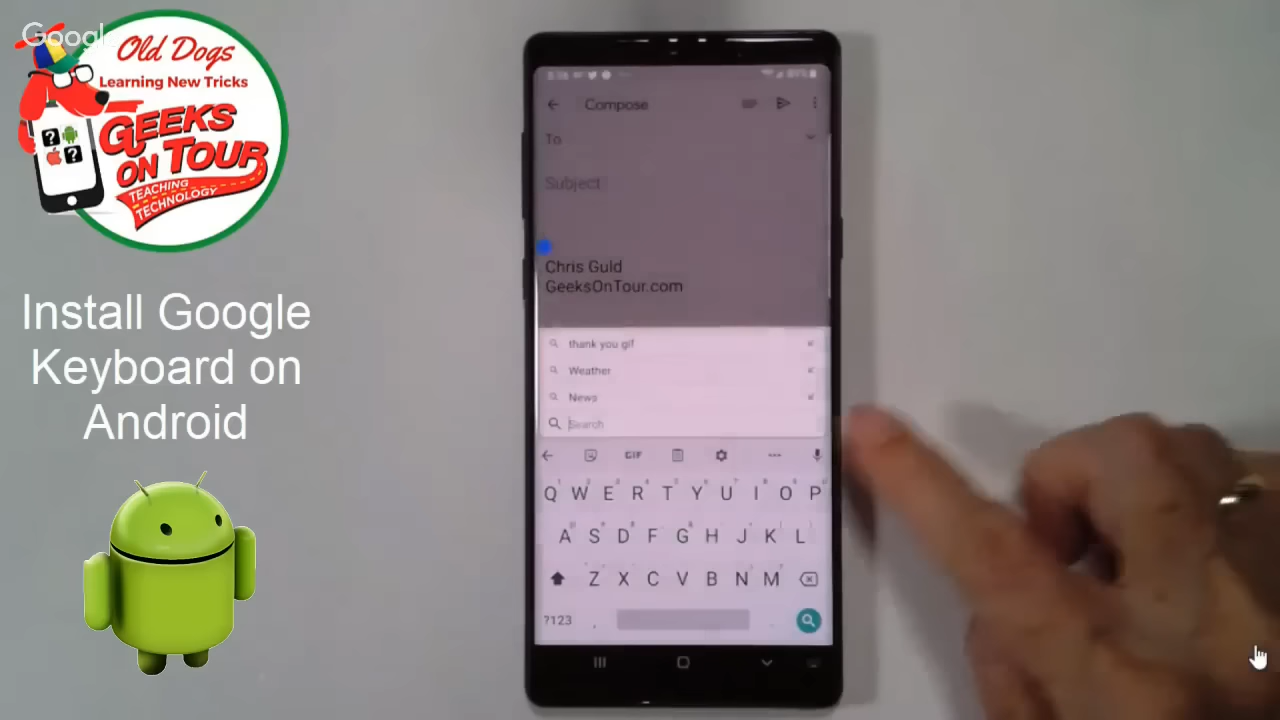 Googl
Old Dogs
Learning New Tricks
GEEKS
ON TOUR
TEACHING
TECHNOLOGY
Install Google
Keyboard on
Android
Compose
To
Subject
Chris Guld
GeeksOnTour.com
thank you gif
Weather
News
Search
GIF
Q W E R T Y U I O P
A S D F G H J K L
Z X C V B N M
?123